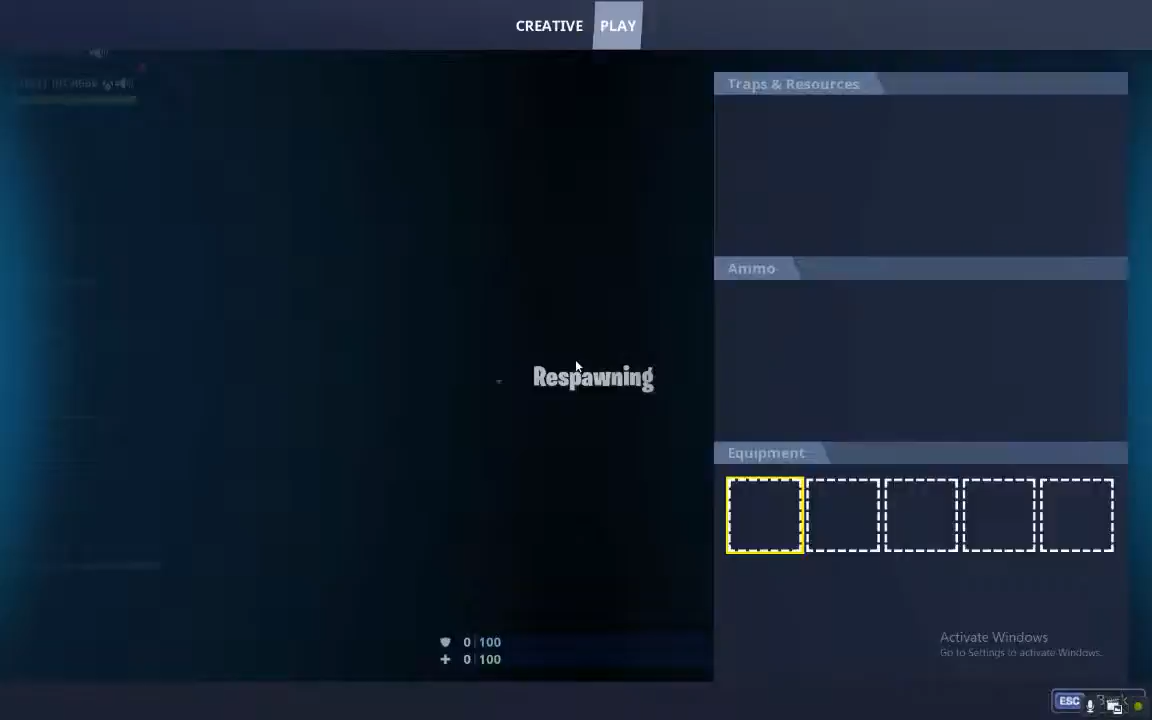 CREATIVE PLAY
Traps & Resources
Ammo
Respawning
Equipment
0 | 100
0 | 100
Activate Windows
Go to Settings to activate Windows.
ESC Back